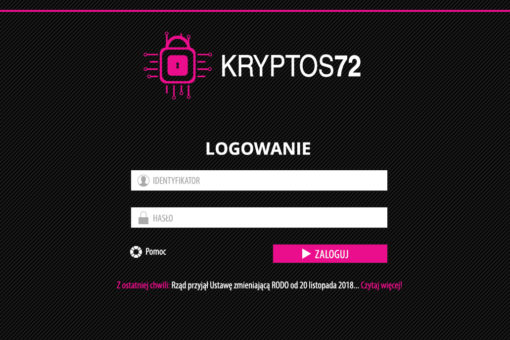 KRYPTOS72
LOGOWANIE
IDENTYFIKATOR
HASŁO
Pomoc
ZALOGUJ
Z ostatniej chwili: Rząd przyjął Ustawę zmieniającą RODO od 20 listopada 2018... Czytaj więcej!